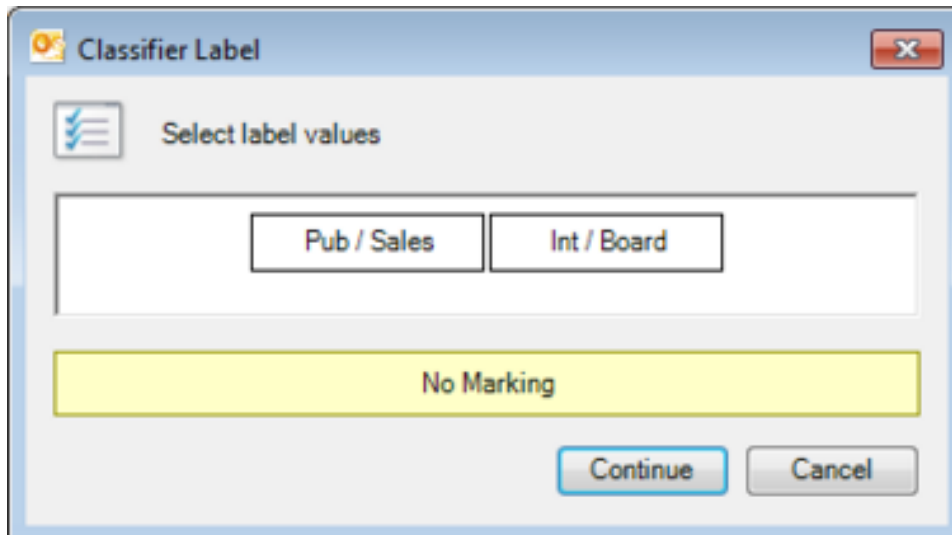 Classifier Label
Select label values
Pub / Sales Int / Board
No Marking
Continue Cancel